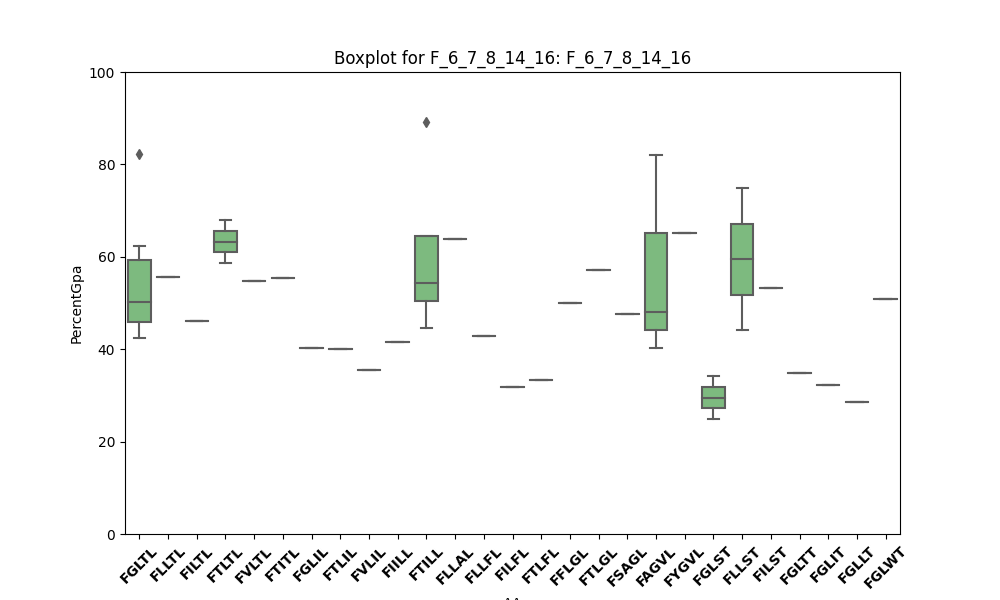 Boxplot for F_6_7_8_14_16: F_6_7_8_14_16
100
80
60
40
20
0
PercentGpa
FGLTL FLLTL FILTL FTLTL FVLTL FTITL FGLIL FTLIL FVLIL FIILL FTILL FLLAL FLLFL FILFL FTLFL FFLGL FTLGL FSAGL FAGVL FYGVL FGLST FLLST FILST FGLTT FGLIT FGLLT FGLWT